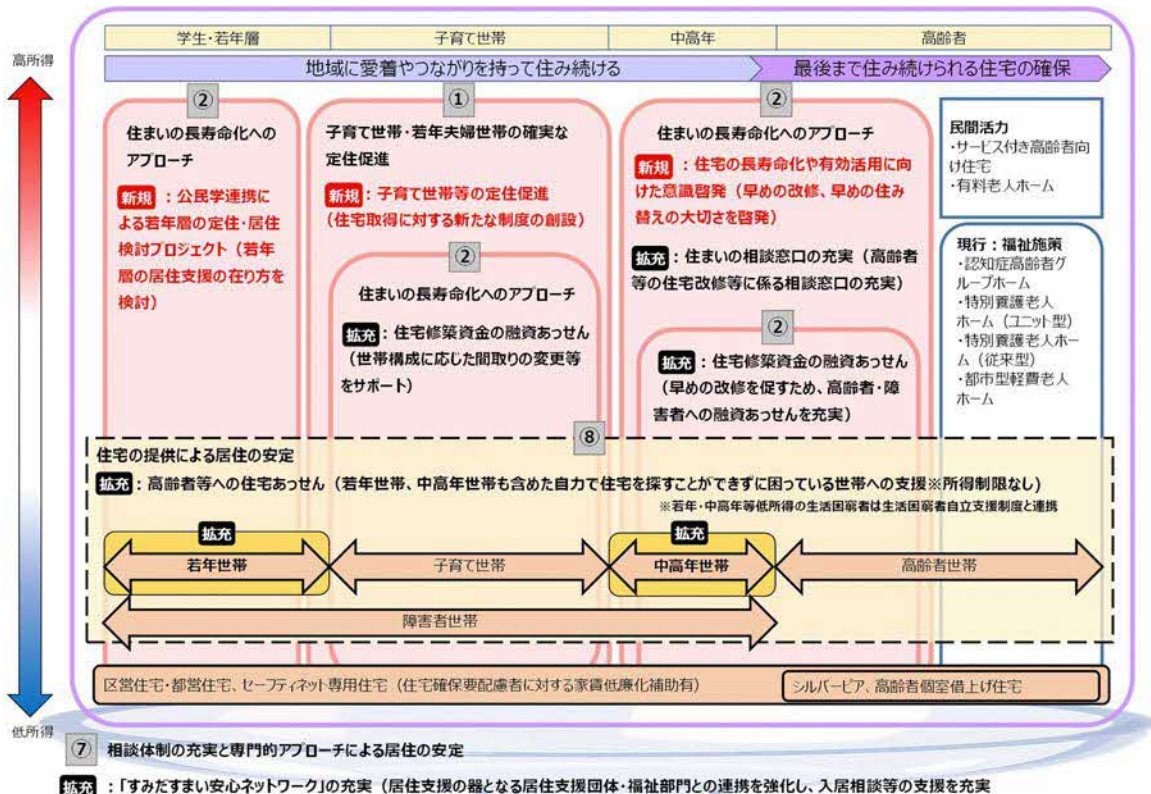 学生・若年層
子育て世帯
中高年
高齢者
高所得
地域に愛着やつながりを持って住み続ける
最後まで住み続けられる住宅の確保
②
住まいの長寿命化への
アプローチ
新規：公民学連携に
よる若年層の定住・居住
検討プロジェクト（若年
層の居住支援の在り方を
検討）
①
子育て世帯・若年夫婦世帯の確実な
定住促進
新規：子育て世帯等の定住促進
（住宅取得に対する新たな制度の創設）
②
住まいの長寿命化へのアプローチ
拡充：住宅修築資金の融資あっせん
（世帯構成に応じた間取りの変更等
をサポート）
②
住まいの長寿命化へのアプローチ
新規：住宅の長寿命化や有効活用に向
けた意識啓発（早めの改修、早めの住み
替えの大切さを啓発）
拡充：住まいの相談窓口の充実（高齢者
等の住宅改修等に係る相談窓口の充実）
②
拡充：住宅修築資金の融資あっせん
（早めの改修を促すため、高齢者・障
害者への融資あっせんを充実）
民間活力
・サービス付き高齢者向
け住宅
・有料老人ホーム
現行：福祉施策
・認知症高齢者グ
ループホーム
・特別養護老人
ホーム（ユニット型）
・特別養護老人ホー
ム（従来型）
・都市型軽費老人
ホーム
⑧
住宅の提供による居住の安定
拡充：高齢者等への住宅あっせん（若年世帯、中高年世帯も含めた自力で住宅を探すことができずに困っている世帯への支援※所得制限なし）
※若年・中高年等低所得の生活困窮者は生活困窮者自立支援制度と連携
拡充
拡充
若年世帯
子育て世帯
中高年世帯
高齢者世帯
障害者世帯
区営住宅・都営住宅、セーフティネット専用住宅（住宅確保要配慮者に対する家賃低廉化補助有）
シルバーピア、高齢者個室借上げ住宅
低所得
⑦ 相談体制の充実と専門的アプローチによる居住の安定
拡充：「すみだすまい安心ネットワーク」の充実（居住支援の器となる居住支援団体・福祉部門との連携を強化し、入居相談等の支援を充実